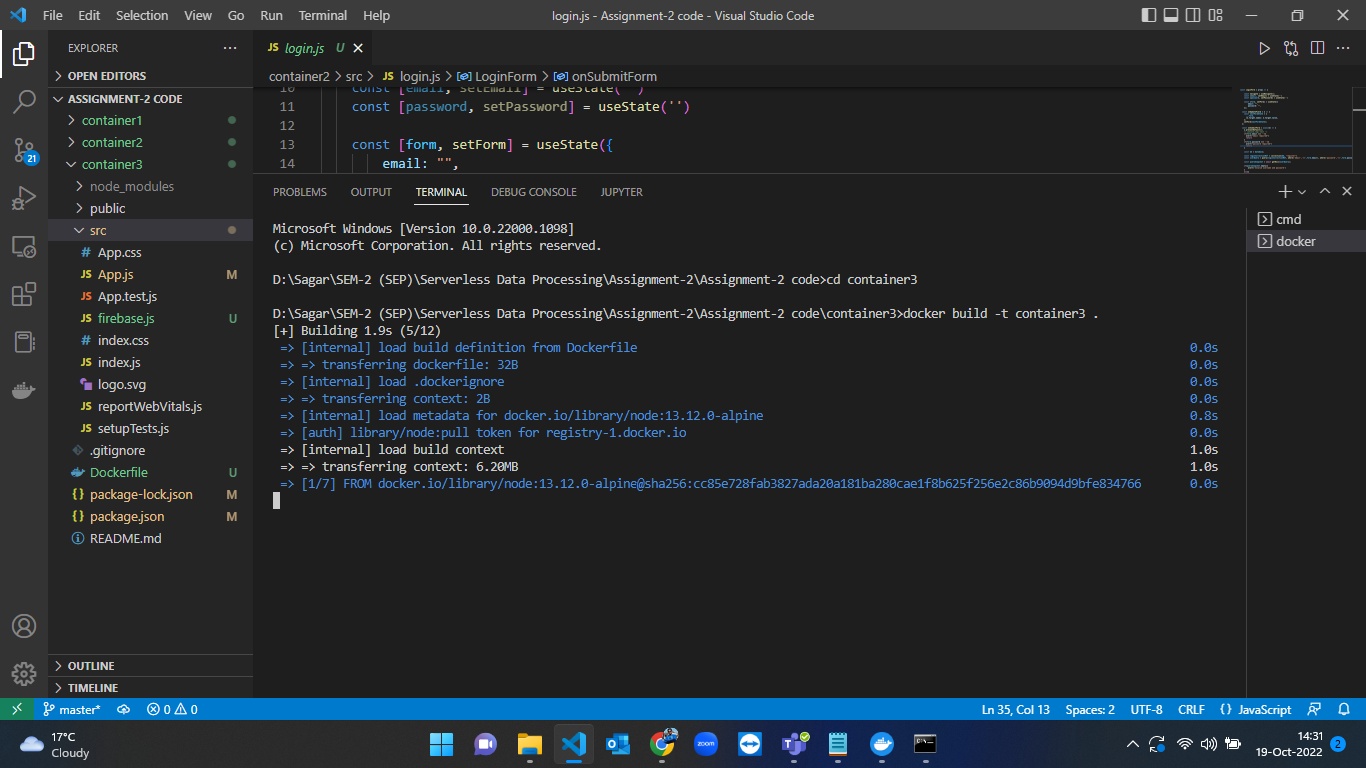 File Edit Selection View Go Run Terminal Help
login.js - Assignment-2 code - Visual Studio Code
EXPLORER
OPEN EDITORS
ASSIGNMENT-2 CODE
container1
container2
container3
node_modules
public
src
# App.css
JS App.js M
JS App.test.js
JS firebase.js U
# index.css
JS index.js
logo.svg
JS reportWebVitals.js
JS setupTests.js
.gitignore
Dockerfile U
{} package-lock.json M
{} package.json M
README.md
OUTLINE
TIMELINE
21
JS login.js U
container2 > src > JS login.js > LoginForm > onSubmitForm
10 const [email, setEmail] = useState('')
11 const [password, setPassword] = useState('')
12
13 const [form, setForm] = useState({
14 email: "",
PROBLEMS OUTPUT TERMINAL DEBUG CONSOLE JUPYTER
cmd
docker
Microsoft Windows [Version 10.0.22000.1098]
(c) Microsoft Corporation. All rights reserved.
D:\Sagar\SEM-2 (SEP)\Serverless Data Processing\Assignment-2\Assignment-2 code>cd container3
D:\Sagar\SEM-2 (SEP)\Serverless Data Processing\Assignment-2\Assignment-2 code\container3>docker build -t container3 .
[+] Building 1.9s (5/12)
=> [internal] load build definition from Dockerfile 0.0s
=> => transferring dockerfile: 32B 0.0s
=> [internal] load .dockerignore 0.0s
=> => transferring context: 2B 0.0s
=> [internal] load metadata for docker.io/library/node:13.12.0-alpine 0.8s
=> [auth] library/node:pull token for registry-1.docker.io 0.0s
=> [internal] load build context 1.0s
=> => transferring context: 6.20MB 1.0s
=> [1/7] FROM docker.io/library/node:13.12.0-alpine@sha256:cc85e728fab3827ada20a181ba280cae1f8b625f256e2c86b9094d9bfe834766 0.0s
master* 0 0 Ln 35, Col 13 Spaces: 2 UTF-8 CRLF {} JavaScript
17°C
Cloudy
zoom
14:31
19-Oct-2022 2